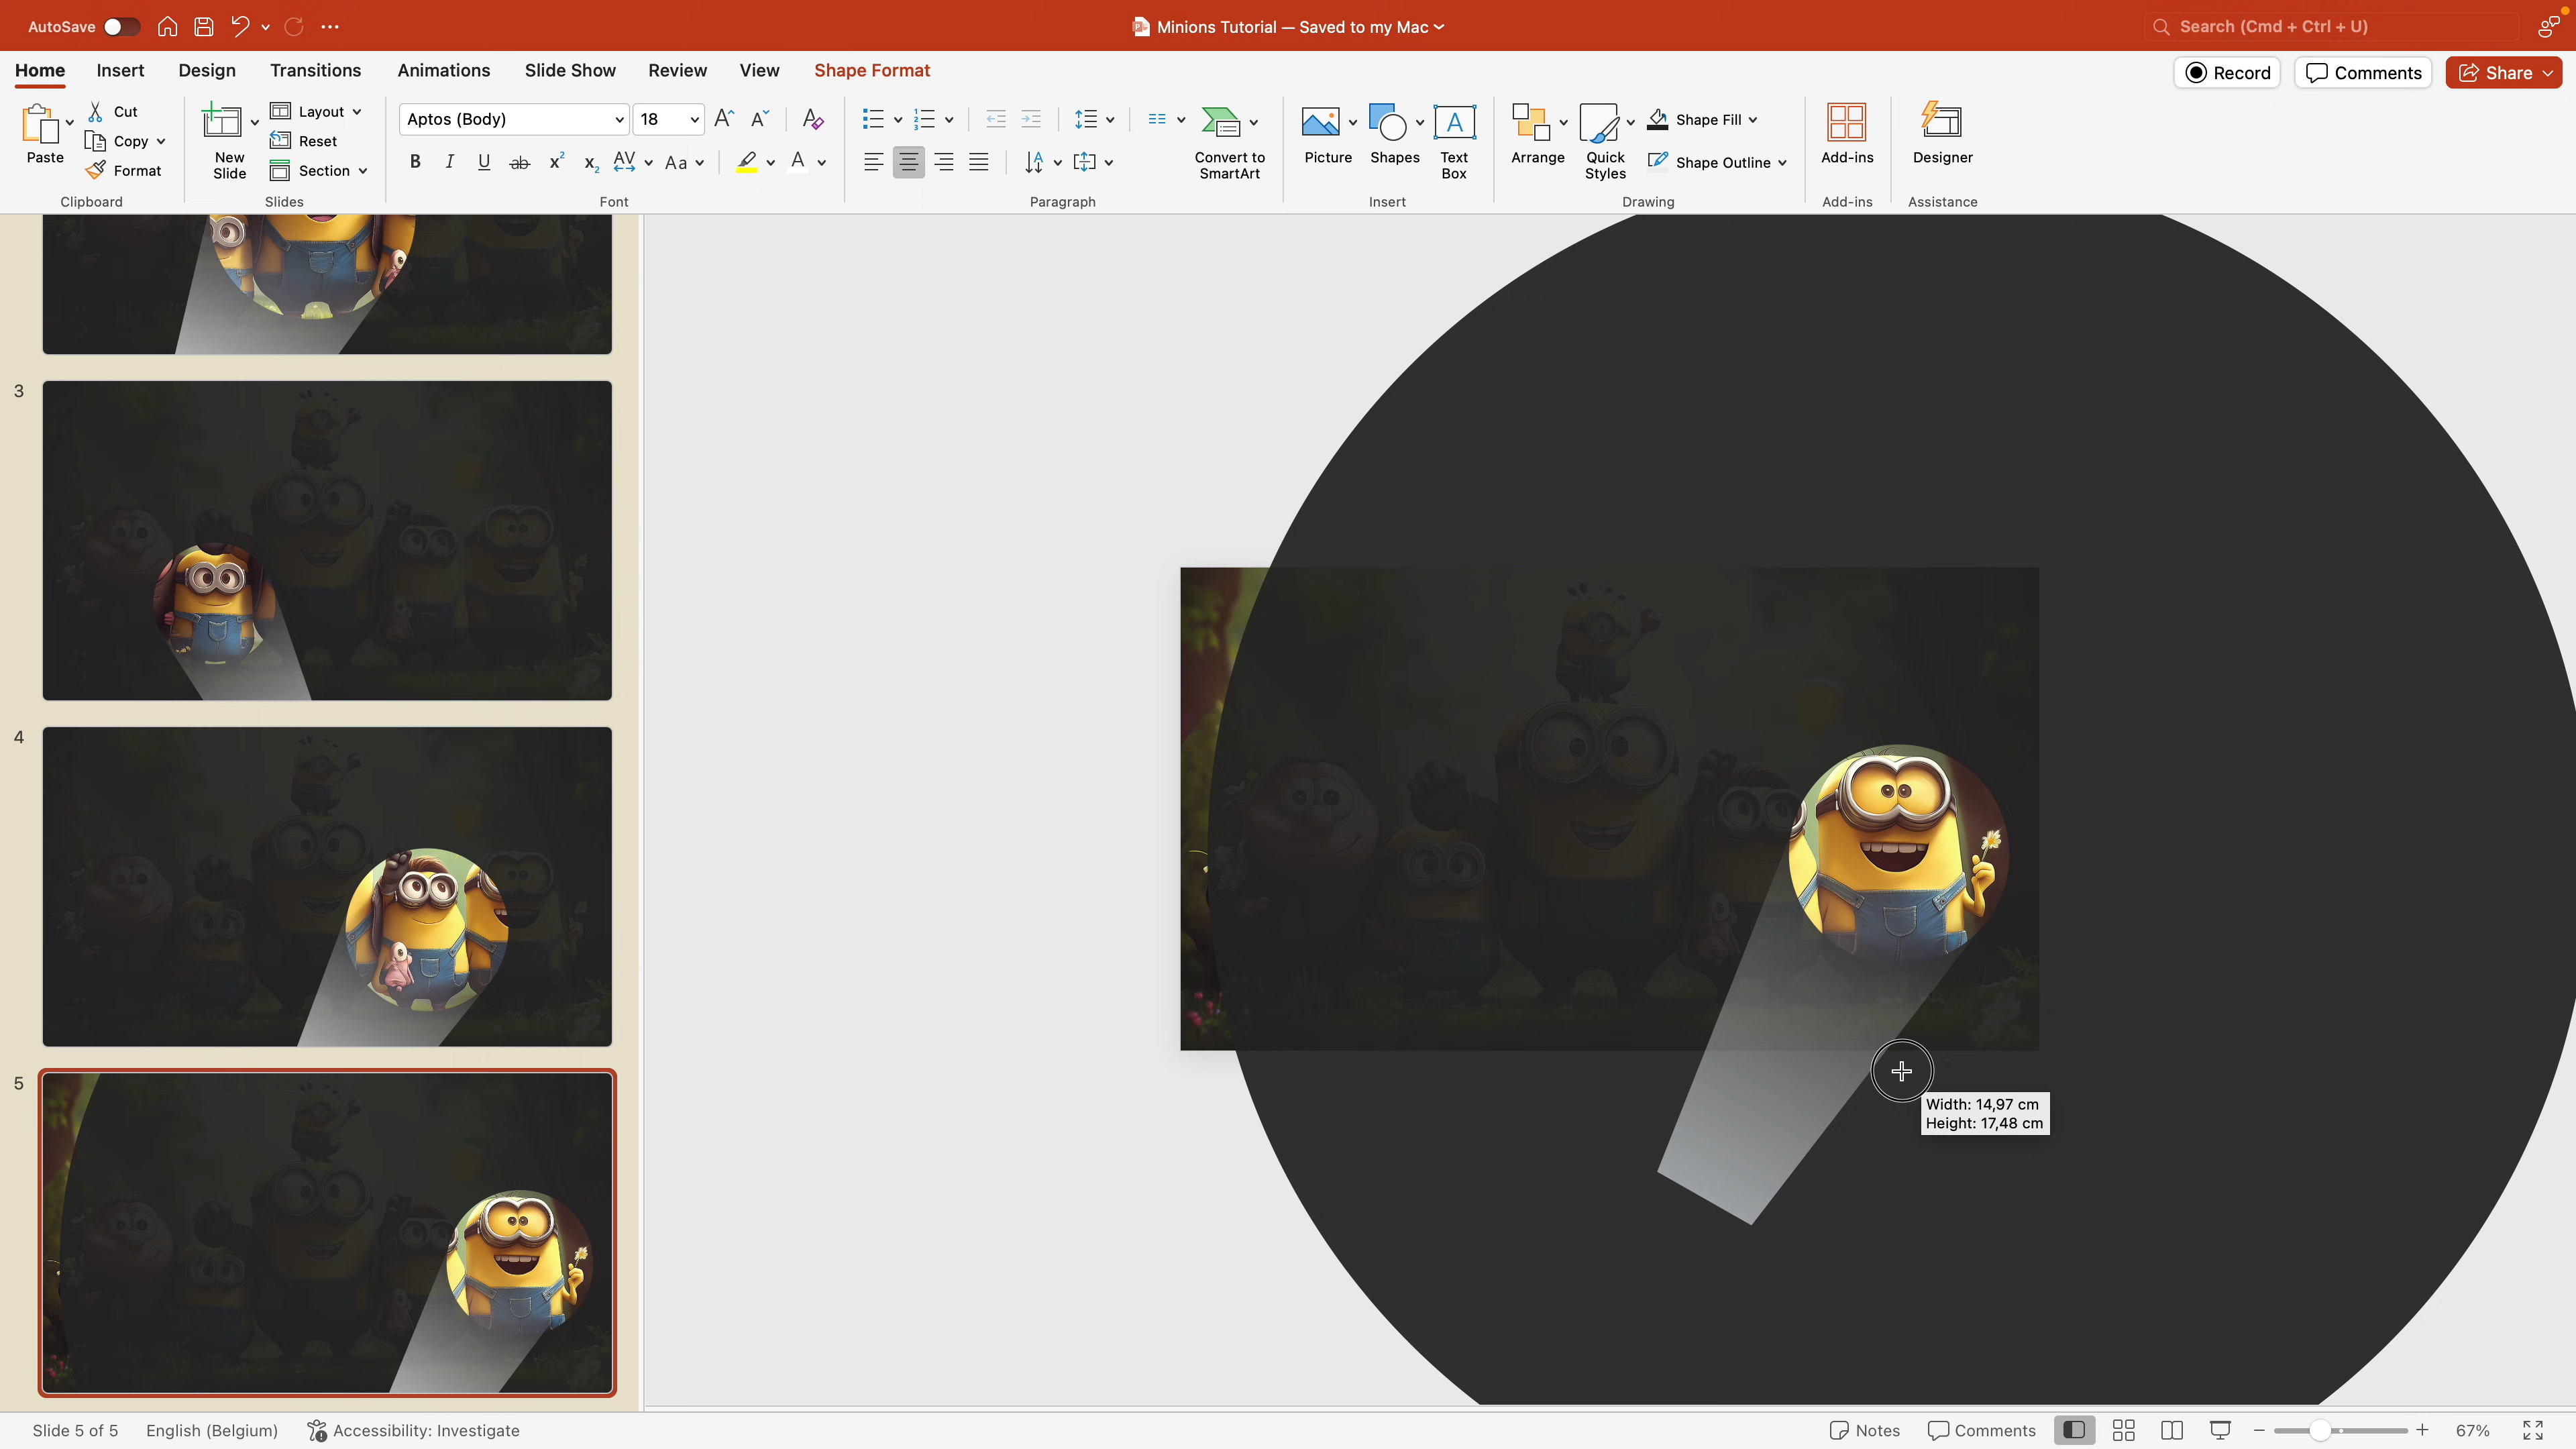 AutoSave
Minions Tutorial — Saved to my Mac
Search (Cmd + Ctrl + U)
Home Insert Design Transitions Animations Slide Show Review View Shape Format
Record Comments Share
Paste
Cut
Copy
Format
Clipboard
New
Slide
Layout
Reset
Section
Slides
Aptos (Body) 18
Font
Convert to
SmartArt
Paragraph
Picture
Shapes
Text
Box
Insert
Arrange
Quick
Styles
Shape Fill
Shape Outline
Drawing
Add-ins
Add-ins
Designer
Assistance
3
4
5
Width: 14,97 cm
Height: 17,48 cm
Slide 5 of 5 English (Belgium) Accessibility: Investigate
Notes Comments 67%